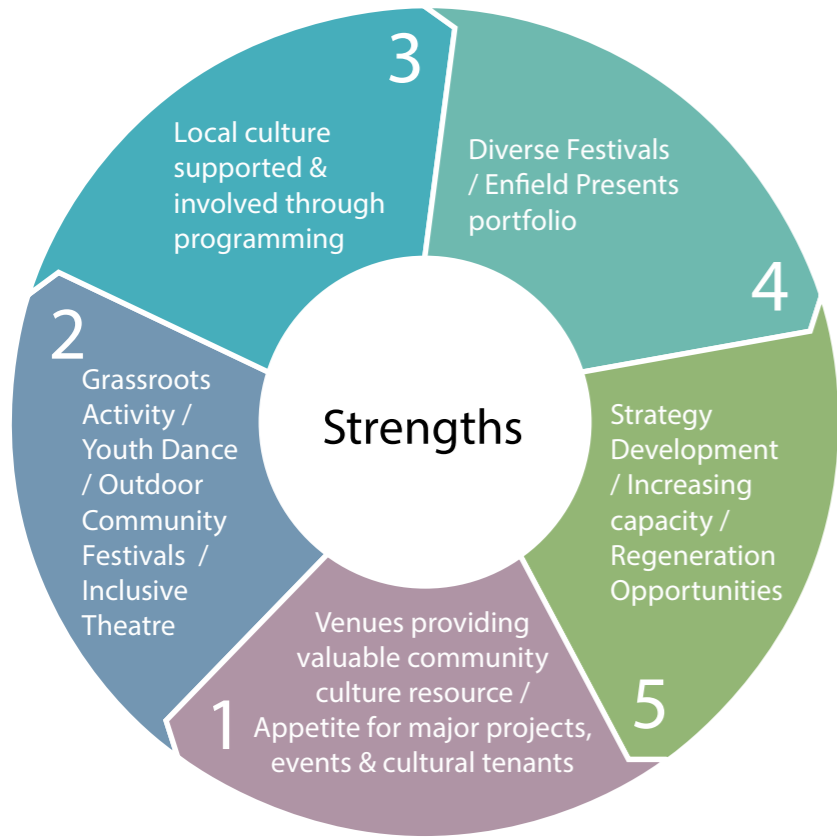 Strengths
1
Venues providing
valuable community
culture resource /
Appetite for major projects,
events & cultural tenants
2
Grassroots
Activity /
Youth Dance
/ Outdoor
Community
Festivals /
Inclusive
Theatre
3
Local culture
supported &
involved through
programming
4
Diverse Festivals
/ Enfield Presents
portfolio
5
Strategy
Development
/ Increasing
capacity /
Regeneration
Opportunities